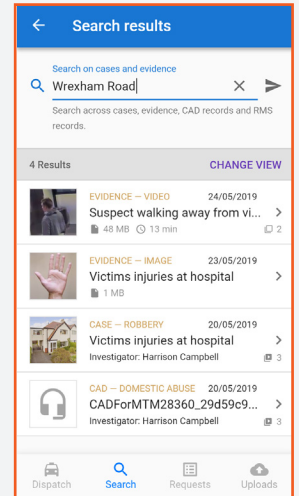 Search results
Search on cases and evidence
Wrexham Road
Search across cases, evidence, CAD records and RMS
records.
4 Results CHANGE VIEW
EVIDENCE – VIDEO 24/05/2019
Suspect walking away from vi...
48 MB 13 min 2
EVIDENCE – IMAGE 23/05/2019
Victims injuries at hospital
1 MB
CASE – ROBBERY 20/05/2019
Victims injuries at hospital
Investigator: Harrison Campbell 3
CAD – DOMESTIC ABUSE 20/05/2019
CADForMTM28360_29d59c9...
Investigator: Harrison Campbell 3
Dispatch Search Requests Uploads